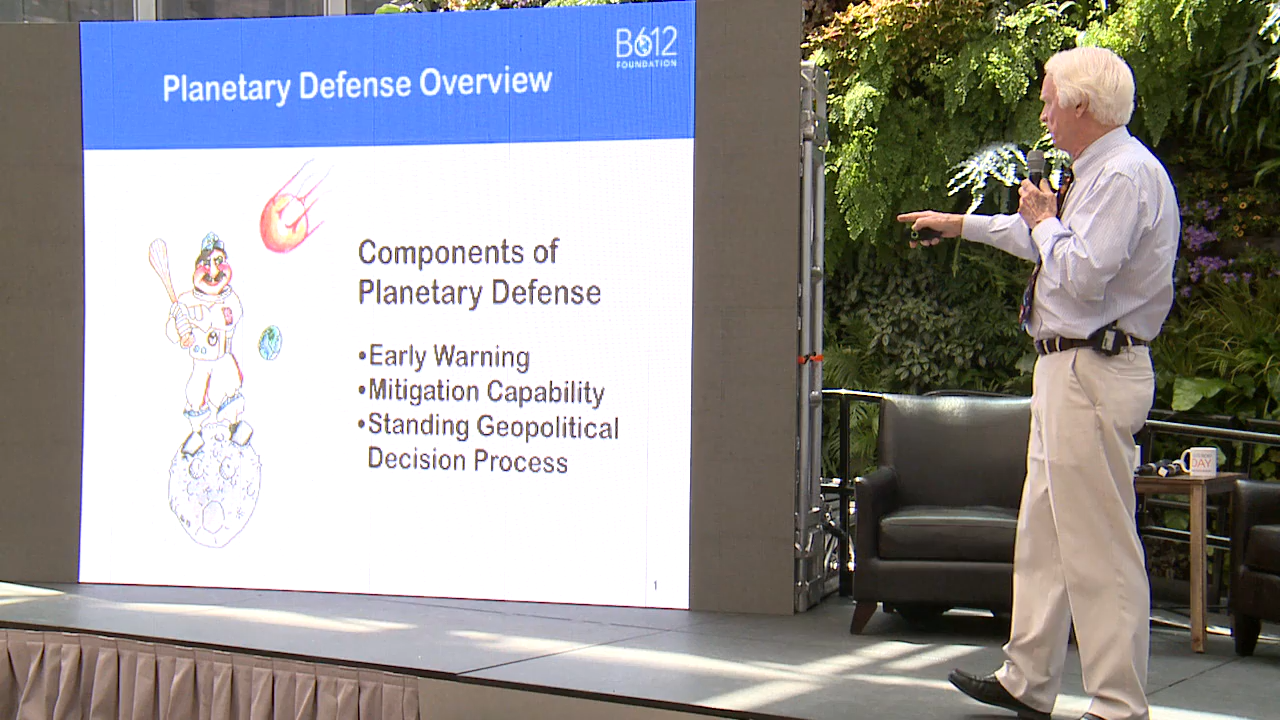 B612
FOUNDATION
Planetary Defense Overview
Components of
Planetary Defense
•Early Warning
•Mitigation Capability
•Standing Geopolitical
Decision Process
1
DAY